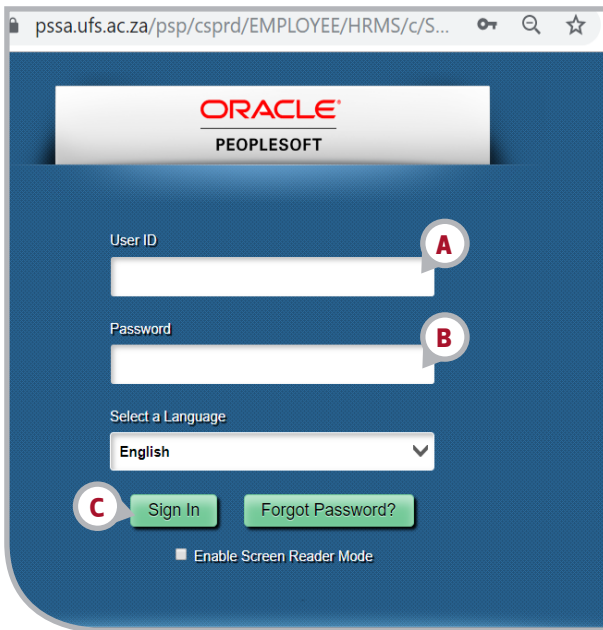 pssa.ufs.ac.za/psp/csprd/EMPLOYEE/HRMS/c/S...
ORACLE
PEOPLESOFT
User ID
A
Password
B
Select a Language
English
C
Sign In Forgot Password?
Enable Screen Reader Mode